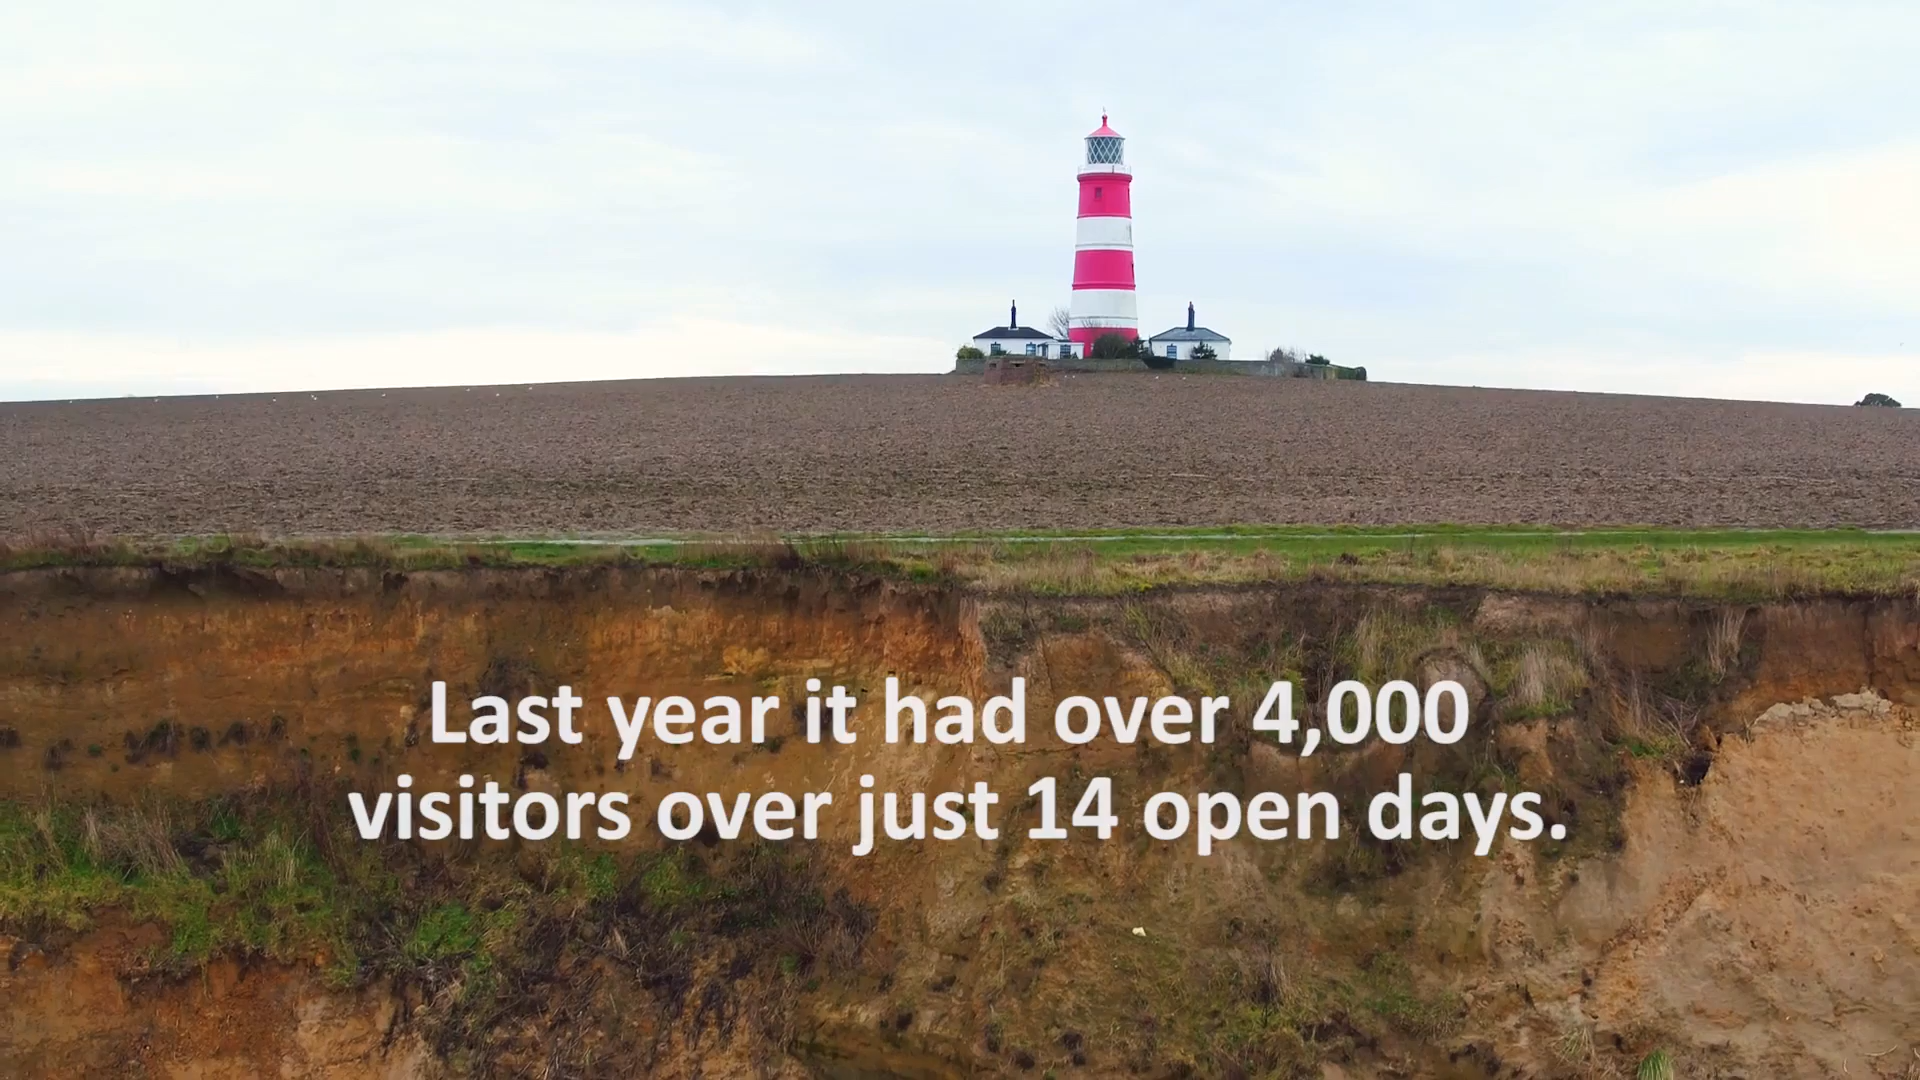 Last year it had over 4,000
visitors over just 14 open days.